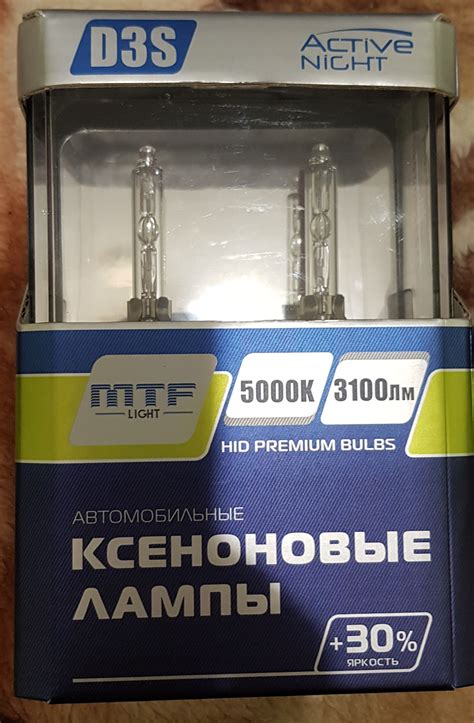 D3S
ACTIVE
NIGHT
MTF
LIGHT
5000K
3100ЛМ
HID PREMIUM BULBS
АВТОМОБИЛЬНЫЕ
КСЕНОНОВЫЕ
ЛАМПЫ
+30%
ЯРКОСТЬ